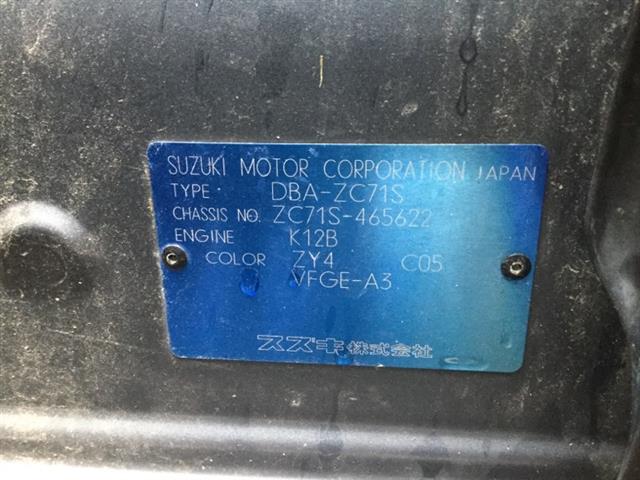 SUZUKI MOTOR CORPORATION JAPAN
TYPE · DBA-ZC71S
CHASSIS NO. ZC71S-465622
ENGINE K12B
COLOR ZY4 C05
VFGE-A3
スズキ株式会社